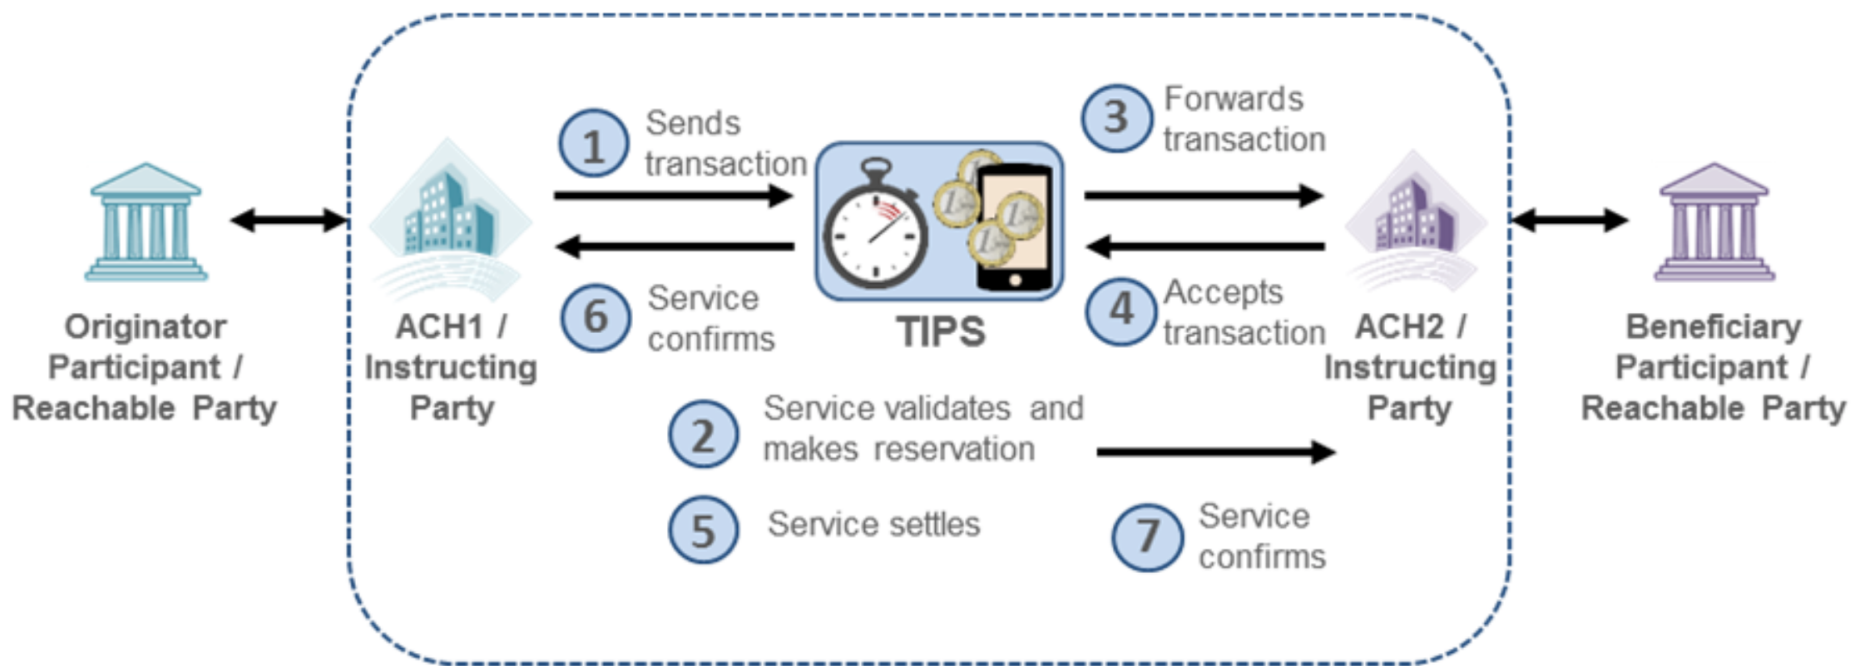 1
Sends
transaction
3
Forwards
transaction
6
Service
confirms
TIPS
4
Accepts
transaction
Originator
Participant /
Reachable Party
ACH1 /
Instructing
Party
ACH2 /
Instructing
Party
Beneficiary
Participant /
Reachable Party
2
Service validates and
makes reservation
5
Service settles
7
Service
confirms